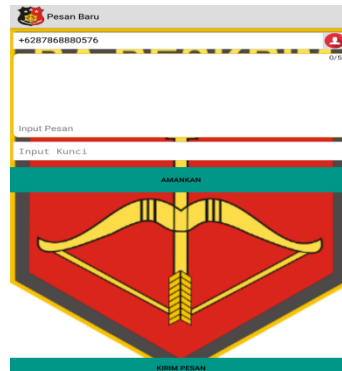 Pesan Baru
+6287868880576
0/5
Input Pesan
Input Kunci
AMANKAN
KIRIM PESAN